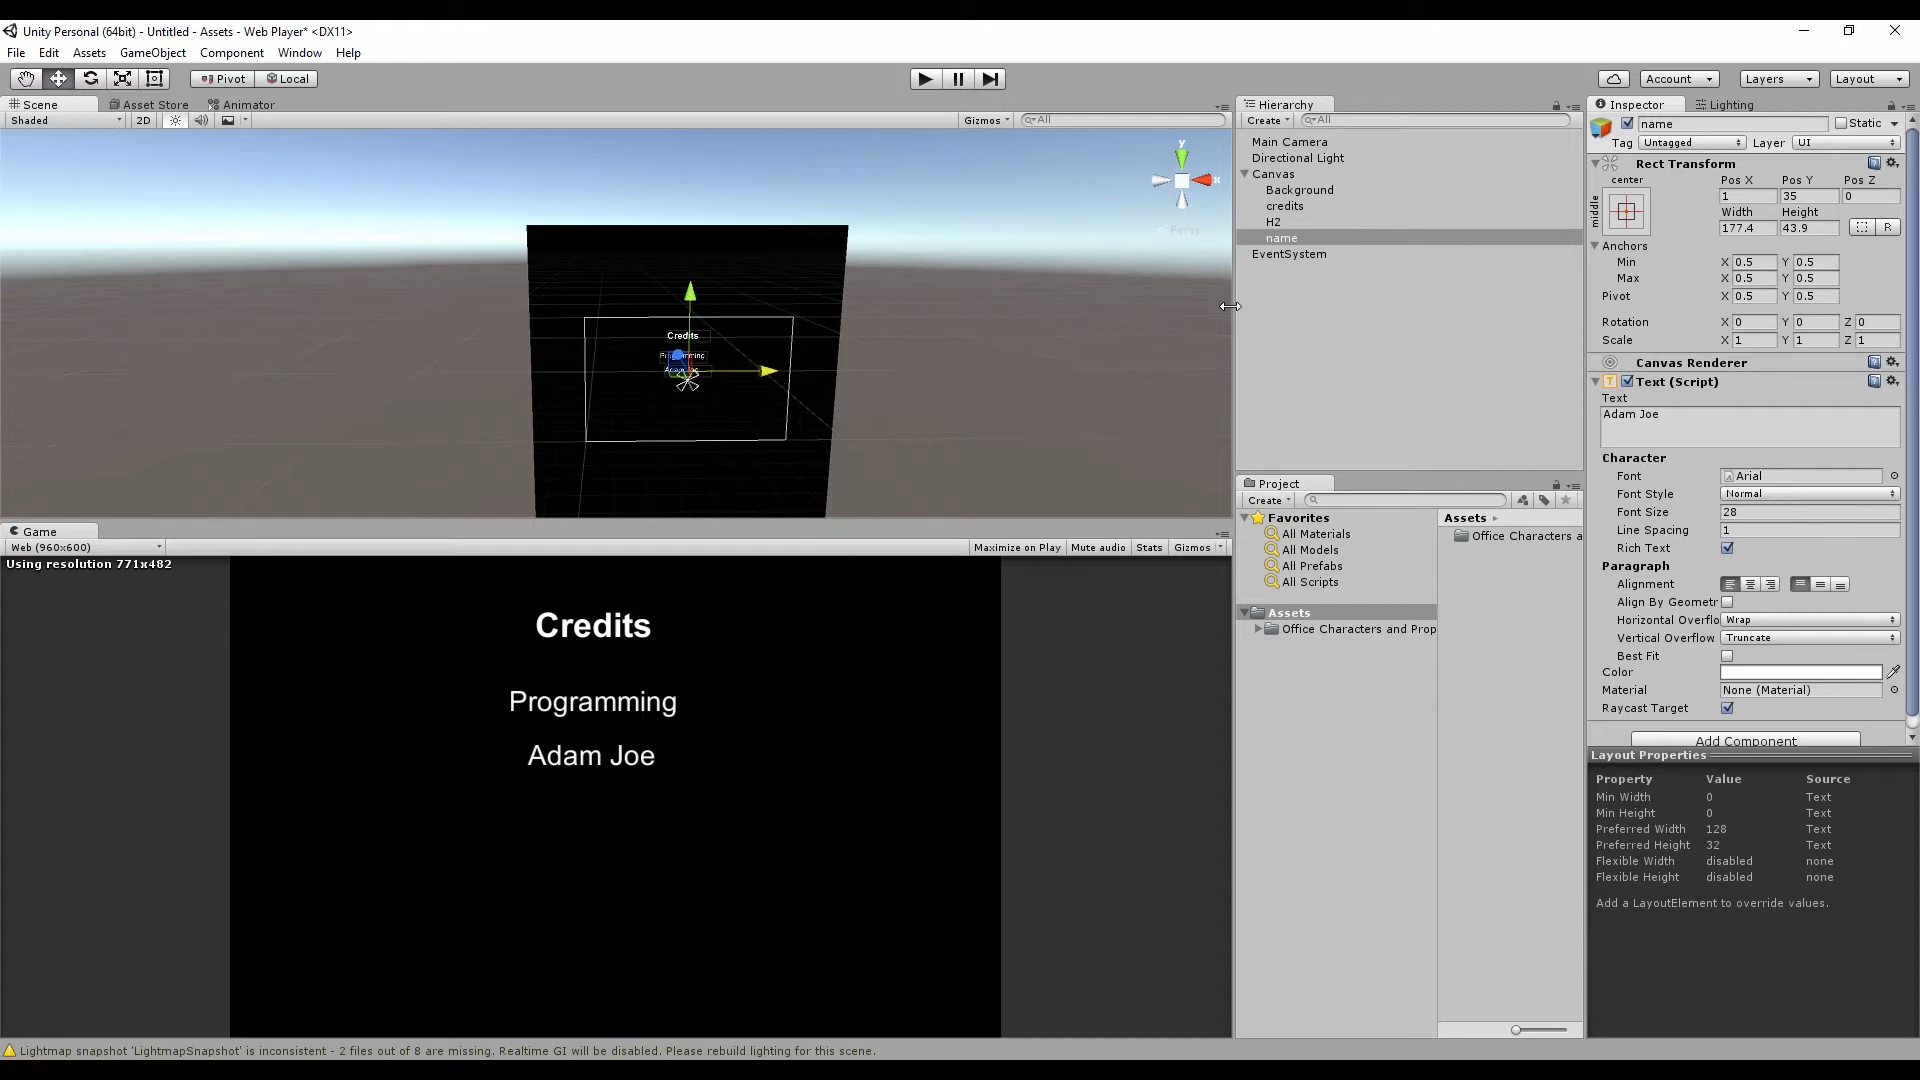 Unity Personal (64bit) - Untitled - Assets - Web Player* <DX11>
File Edit Assets GameObject Component Window Help
Pivot Local Account Layers Layout
Scene Asset Store Animator
Shaded 2D Gizmos All
y
x
Persp
Credits
Programming
Adam Joe
Game
Web (960x600) Maximize on Play Mute audio Stats Gizmos
Using resolution 771x482
Credits
Programming
Adam Joe
Hierarchy
Create All
Main Camera
Directional Light
Canvas
Background
credits
H2
name
EventSystem
Project
Create
Favorites
All Materials
All Models
All Prefabs
All Scripts
Assets
Office Characters and Prop
Assets
Office Characters a
Inspector Lighting
name Static
Tag Untagged Layer UI
Rect Transform
center
middle
Pos X Pos Y Pos Z
1 35 0
Width Height
177.4 43.9 R
Anchors
Min X 0.5 Y 0.5
Max X 0.5 Y 0.5
Pivot X 0.5 Y 0.5
Rotation X 0 Y 0 Z 0
Scale X 1 Y 1 Z 1
Canvas Renderer
Text (Script)
Text
Adam Joe
Character
Font Arial
Font Style Normal
Font Size 28
Line Spacing 1
Rich Text
Paragraph
Alignment
Align By Geometr
Horizontal Overflo Wrap
Vertical Overflow Truncate
Best Fit
Color
Material None (Material)
Raycast Target
Add Component
Layout Properties
Property Value Source
Min Width 0 Text
Min Height 0 Text
Preferred Width 128 Text
Preferred Height 32 Text
Flexible Width disabled none
Flexible Height disabled none
Add a LayoutElement to override values.
Lightmap snapshot 'LightmapSnapshot' is inconsistent - 2 files out of 8 are missing. Realtime GI will be disabled. Please rebuild lighting for this scene.